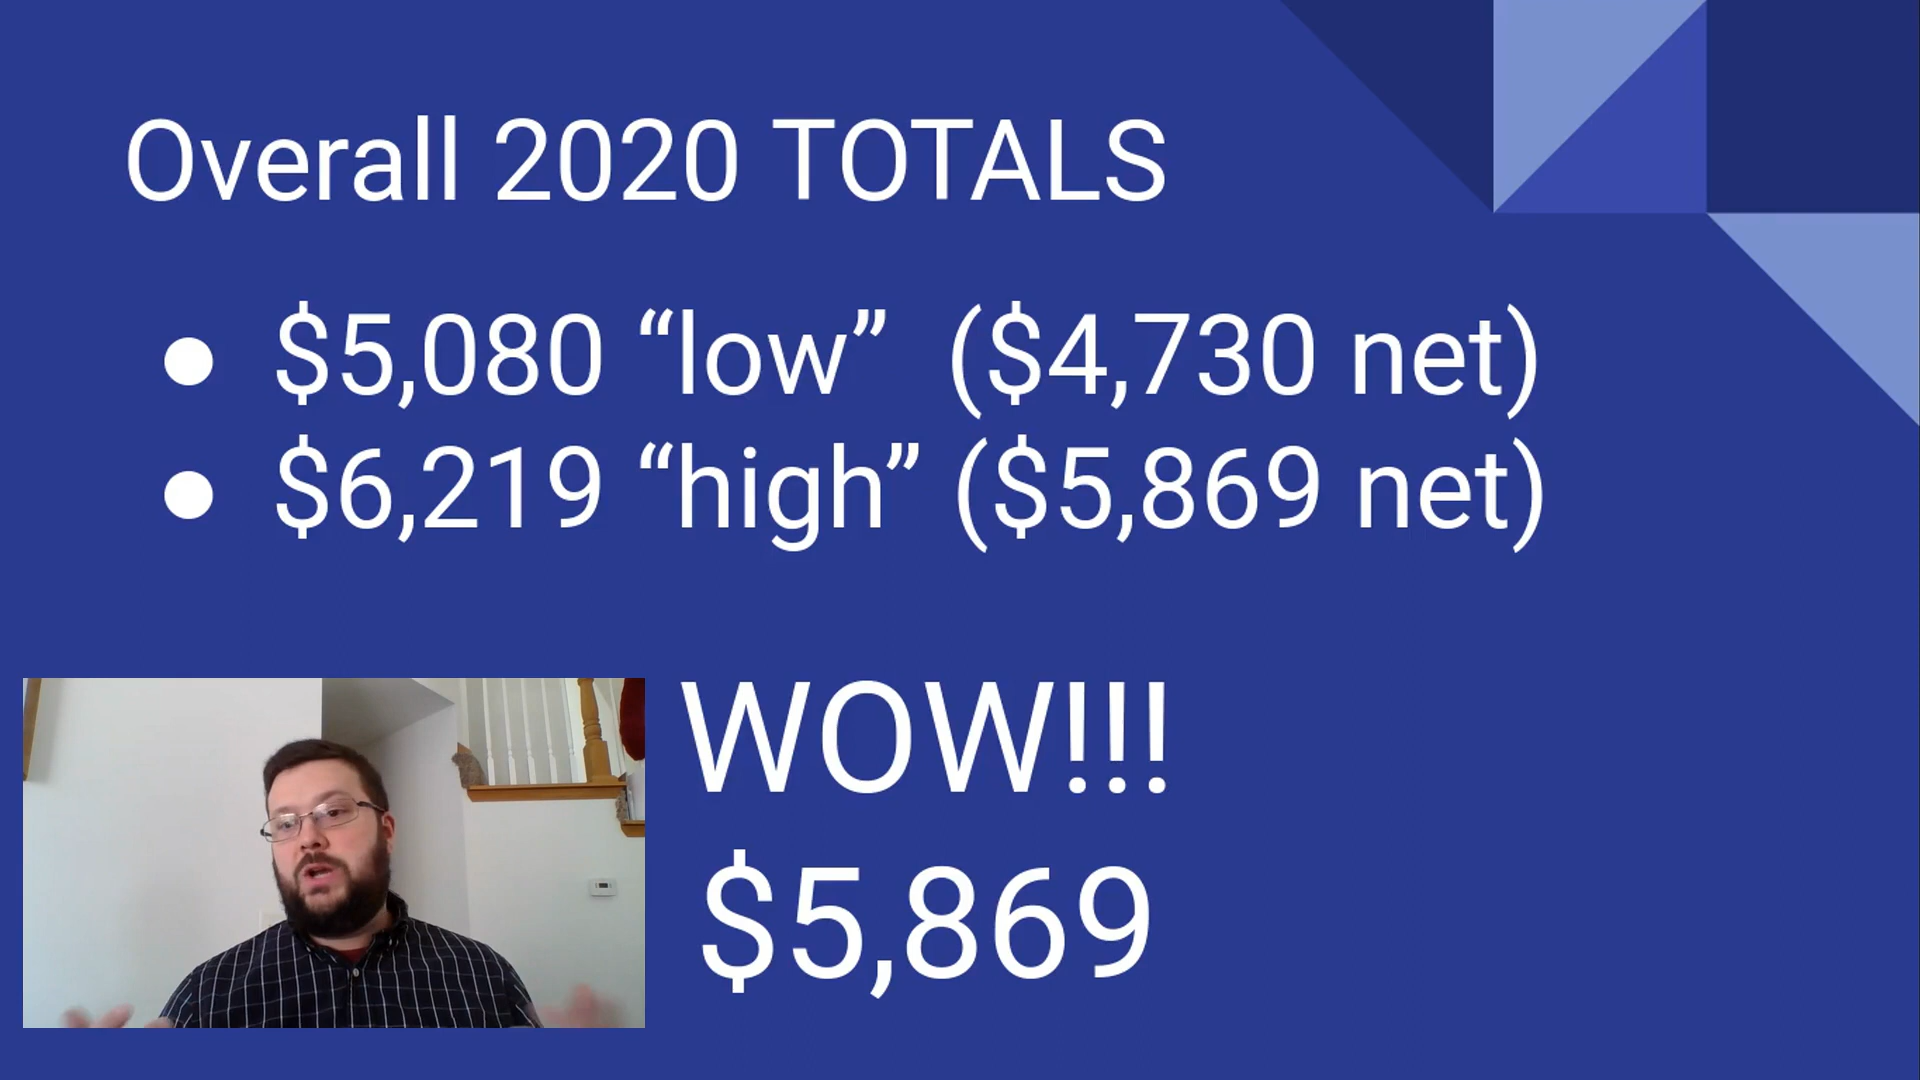 Overall 2020 TOTALS
● $5,080 “low” ($4,730 net)
● $6,219 “high” ($5,869 net)
WOW!!!
$5,869